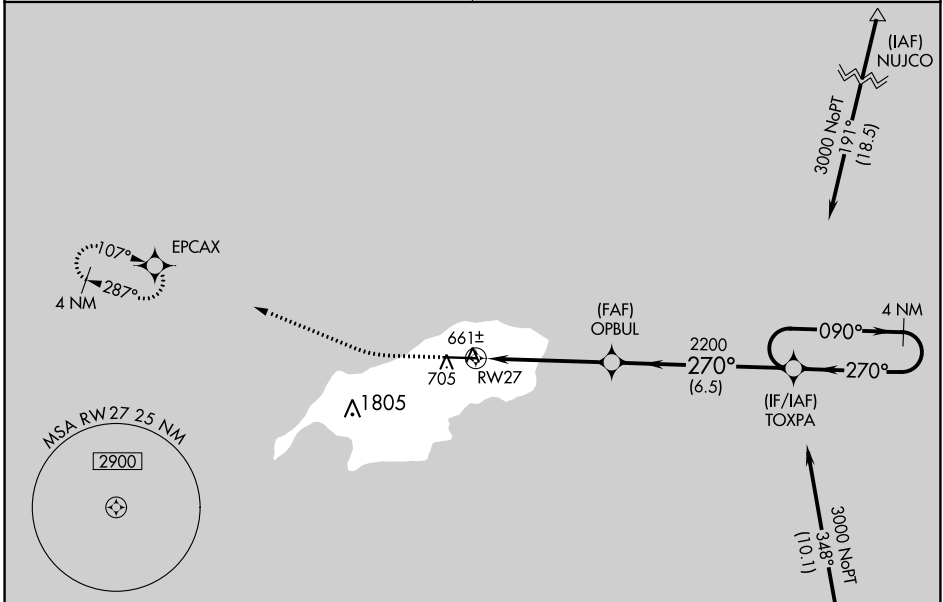 (IAF)
NUJCO
3000 NoPT
191°
(18.5)
EPCAX
107°
287°
4 NM
(FAF)
OPBUL
4 NM
090°
2200
270°
(6.5)
270°
(IF/IAF)
TOXPA
661±
705
RW27
1805
MSA RW 27 25 NM
2900
3000 NoPT
348°
(10.1)